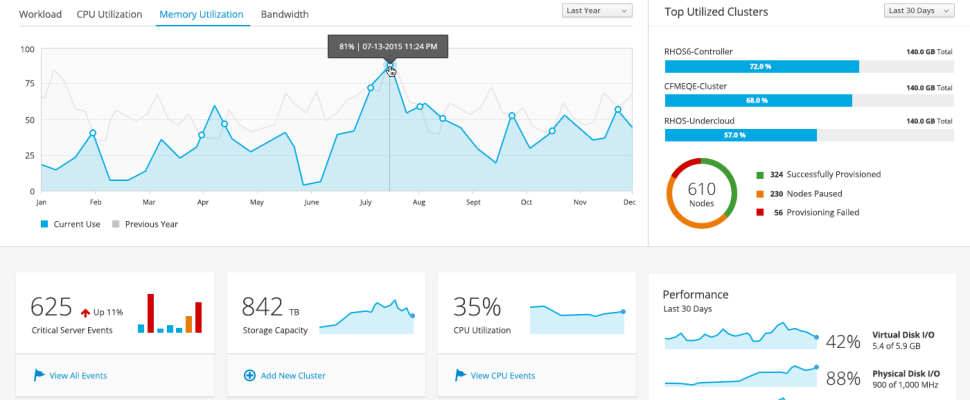 Workload CPU Utilization Memory Utilization Bandwidth
Last Year
81% | 07-13-2015 11:24 PM
100
75
50
25
0
Jan Feb Mar Apr May June July Aug Sept Oct Nov Dec
Current Use Previous Year
Top Utilized Clusters
Last 30 Days
RHOS6-Controller 140.0 GB Total
72.0 %
CFMEQE-Cluster 140.0 GB Total
68.0 %
RHOS-Undercloud 140.0 GB Total
57.0 %
610
Nodes
324 Successfully Provisioned
230 Nodes Paused
56 Provisioning Failed
625 Up 11%
Critical Server Events
View All Events
842 TB
Storage Capacity
Add New Cluster
35%
CPU Utilization
View CPU Events
Performance
Last 30 Days
42% Virtual Disk I/O
5.4 of 5.9 GB
88% Physical Disk I/O
900 of 1,000 MHz